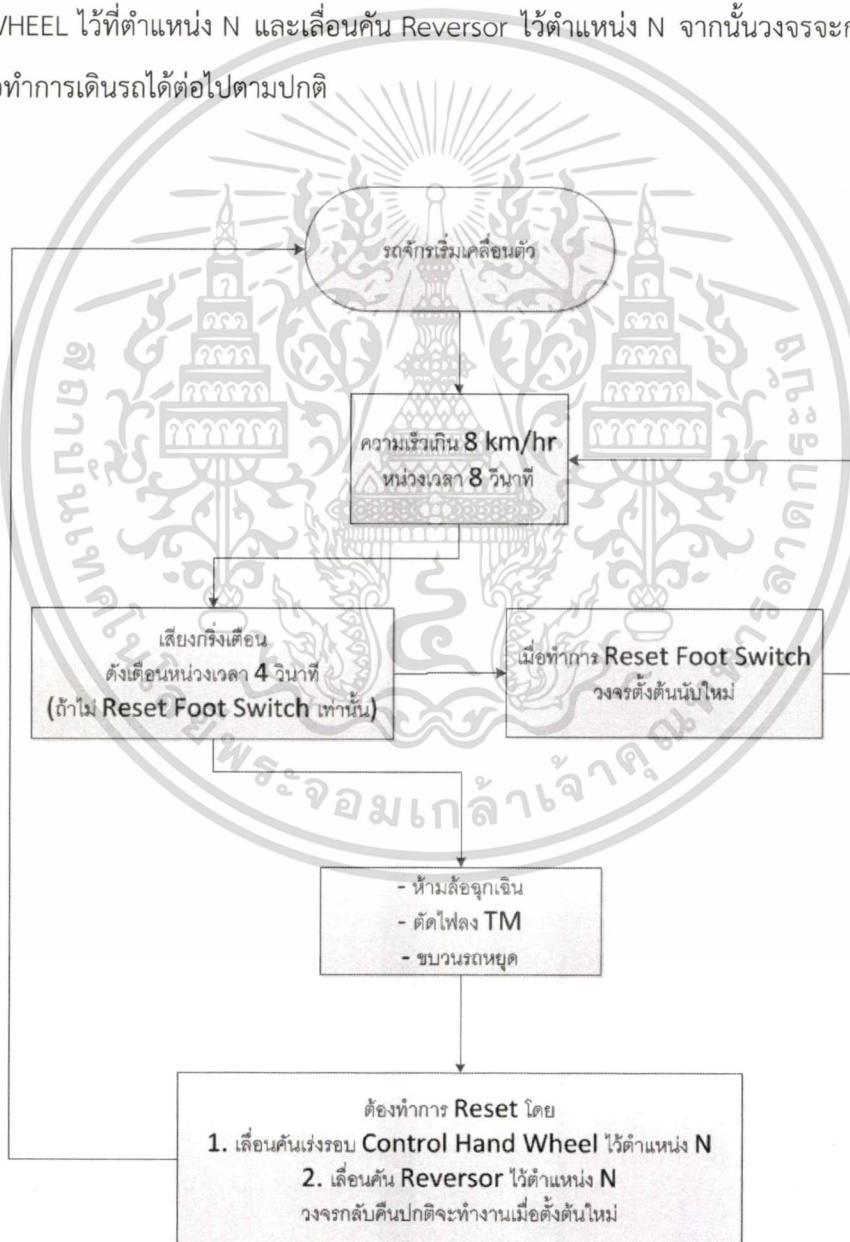 WHEEL ไว้ที่ตำแหน่ง N และเลื่อนคัน Reversor ไว้ตำแหน่ง N จากนั้นวงจรจะ
ทำการเดินรถได้ต่อไปตามปกติ
รถจักรเริ่มเคลื่อนตัว
ความเร็วเกิน 8 km/hr
หน่วงเวลา 8 วินาที
เสียงกริ่งเตือน
ดังเตือนหน่วงเวลา 4 วินาที
(ถ้าไม่ Reset Foot Switch เท่านั้น)
เมื่อทำการ Reset Foot Switch
วงจรตั้งต้นนับใหม่
- ห้ามล้อฉุกเฉิน
- ตัดไฟลง TM
- ขบวนรถหยุด
ต้องทำการ Reset โดย
1. เลื่อนคันเร่งรอบ Control Hand Wheel ไว้ตำแหน่ง N
2. เลื่อนคัน Reversor ไว้ตำแหน่ง N
วงจรกลับคืนปกติจะทำงานเมื่อตั้งต้นใหม่
สถาบันเทคโนโลยีพระจอมเกล้าเจ้าคุณทหารลาดกระบัง